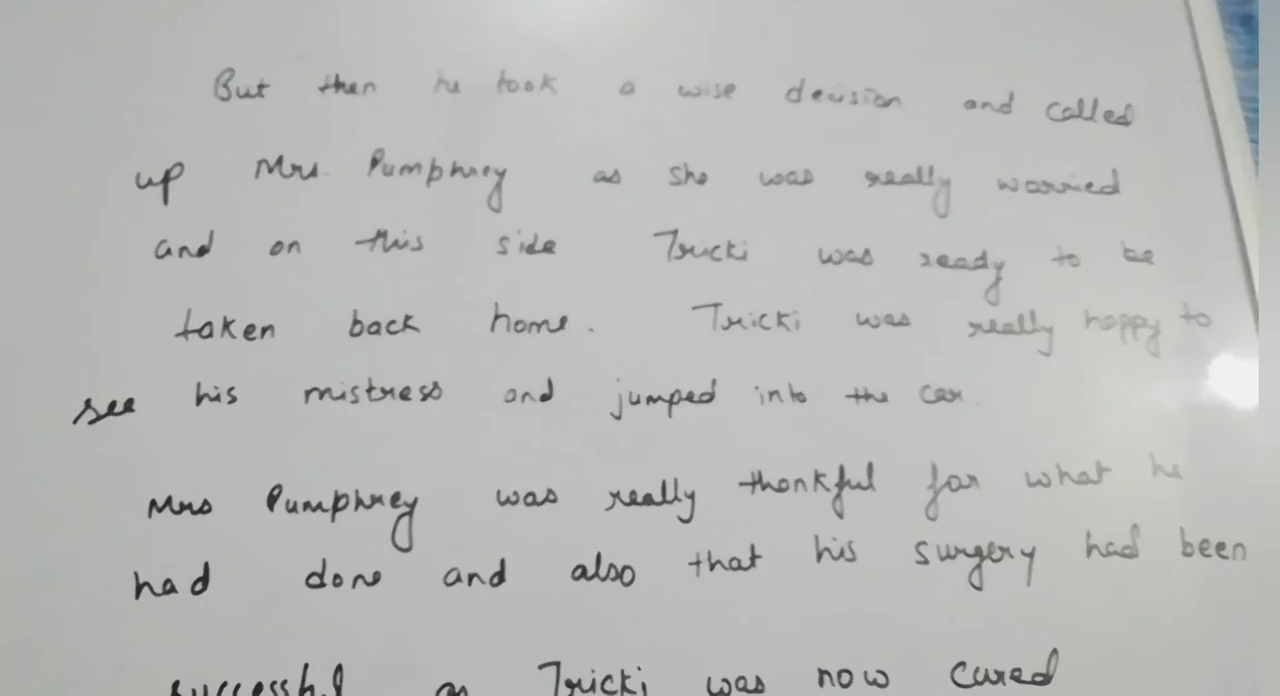 But then he took a wise decision and called
up Mrs. Pumphrey as she was really worried
and on this side Tricki was ready to be
taken back home. Tricki was really happy to
see his mistress and jumped into the car.
Mrs Pumphrey was really thankful for what he
had done and also that his surgery had been
successful as Tricki was now cured